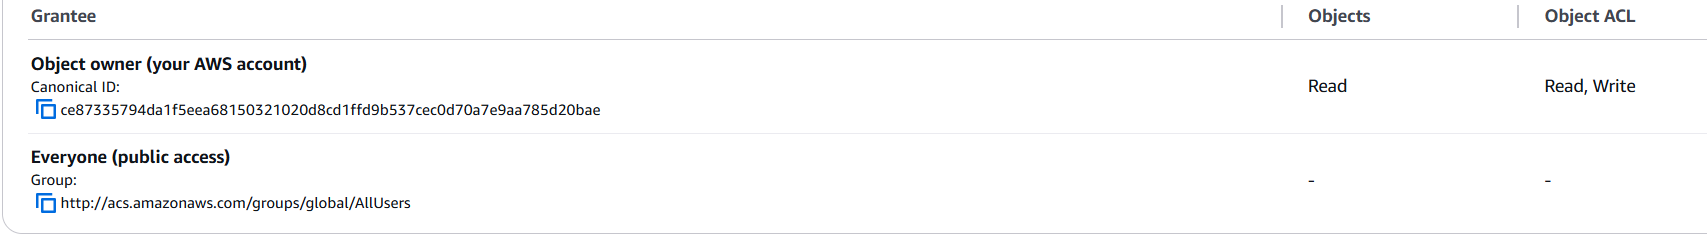 Grantee Objects Object ACL
Object owner (your AWS account)
Canonical ID:
ce87335794da1f5eea68150321020d8cd1ffd9b537cec0d70a7e9aa785d20bae
Read Read, Write
Everyone (public access)
Group:
http://acs.amazonaws.com/groups/global/AllUsers
- -